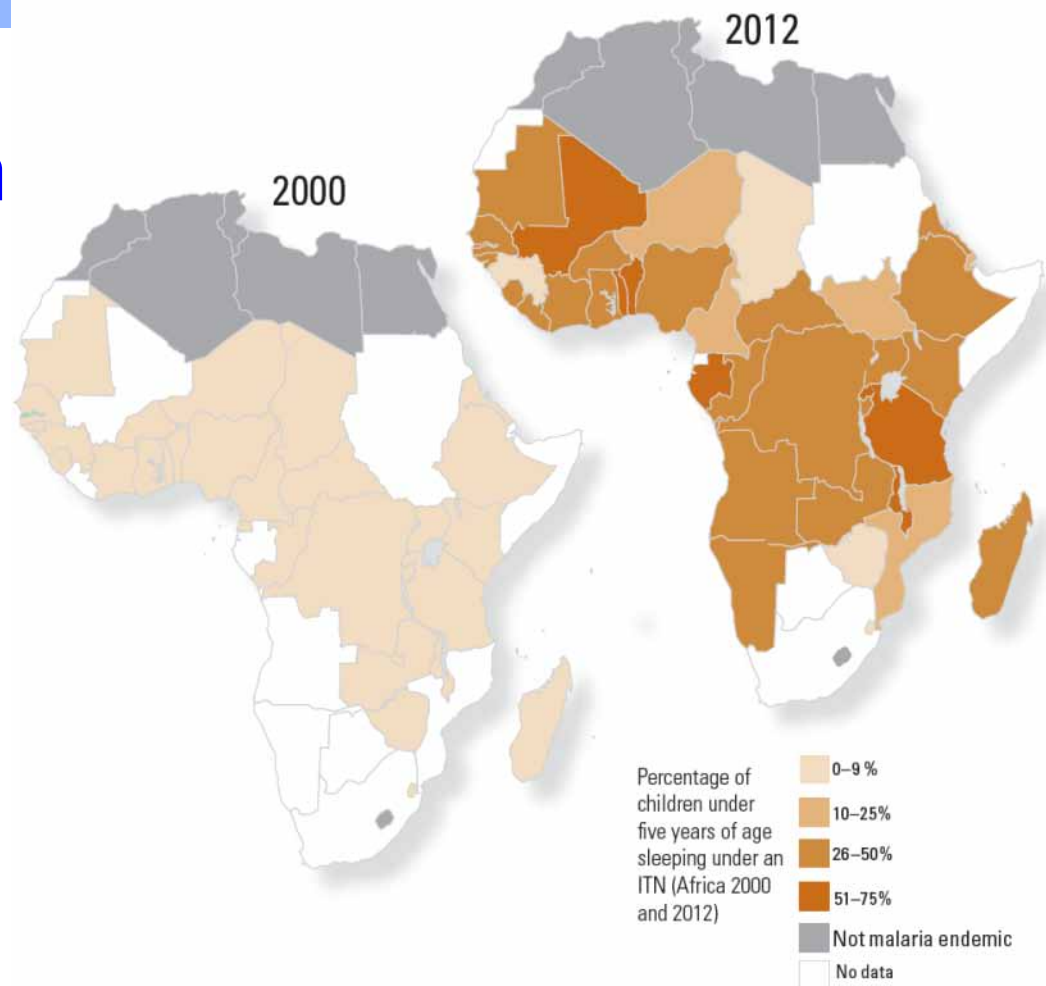 2012
2000
Percentage of
children under
five years of age
sleeping under an
ITN (Africa 2000
and 2012)
0–9 %
10–25%
26–50%
51–75%
Not malaria endemic
No data